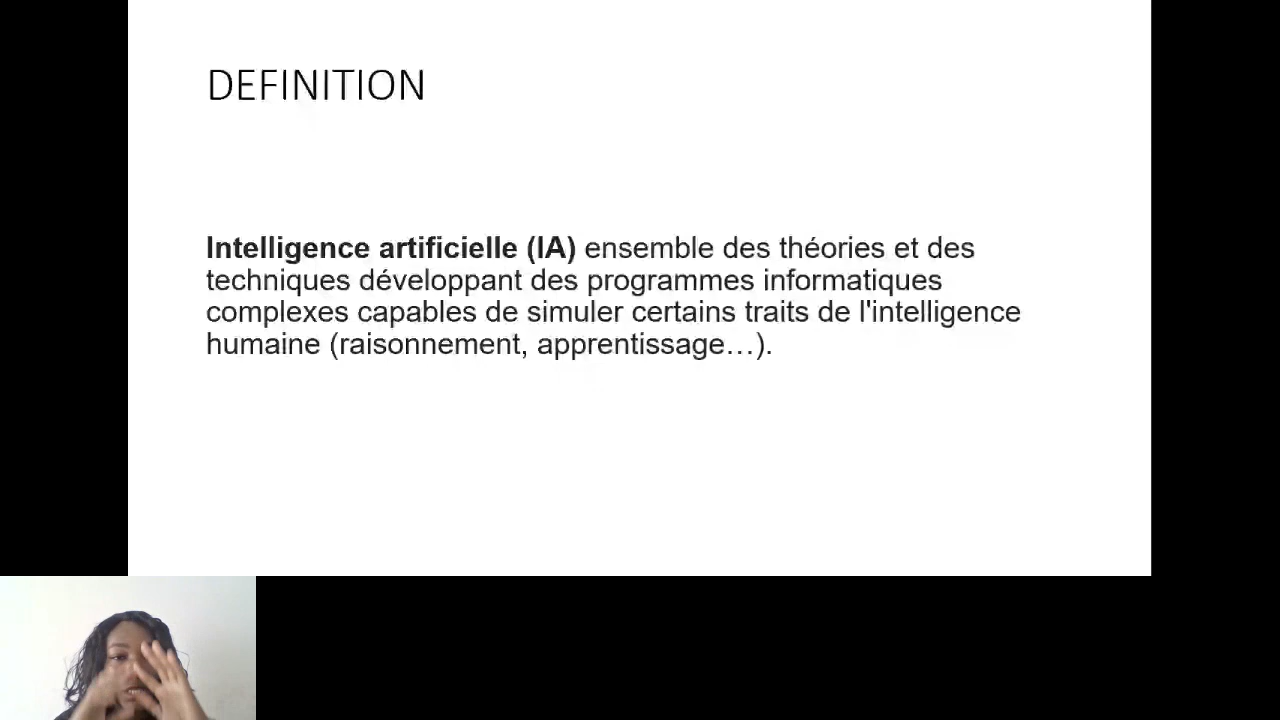 DEFINITION
Intelligence artificielle (IA) ensemble des théories et des
techniques développant des programmes informatiques
complexes capables de simuler certains traits de l'intelligence
humaine (raisonnement, apprentissage…).